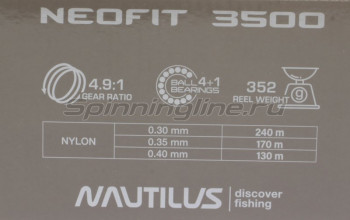 NEOFIT 3500
4.9:1
GEAR RATIO
BALL 4+1
BEARINGS
352
REEL WEIGHT
g
Spinningline.ru
NYLON
0.30 mm 240 m
0.35 mm 170 m
0.40 mm 130 m
NAUTILUS
discover
fishing